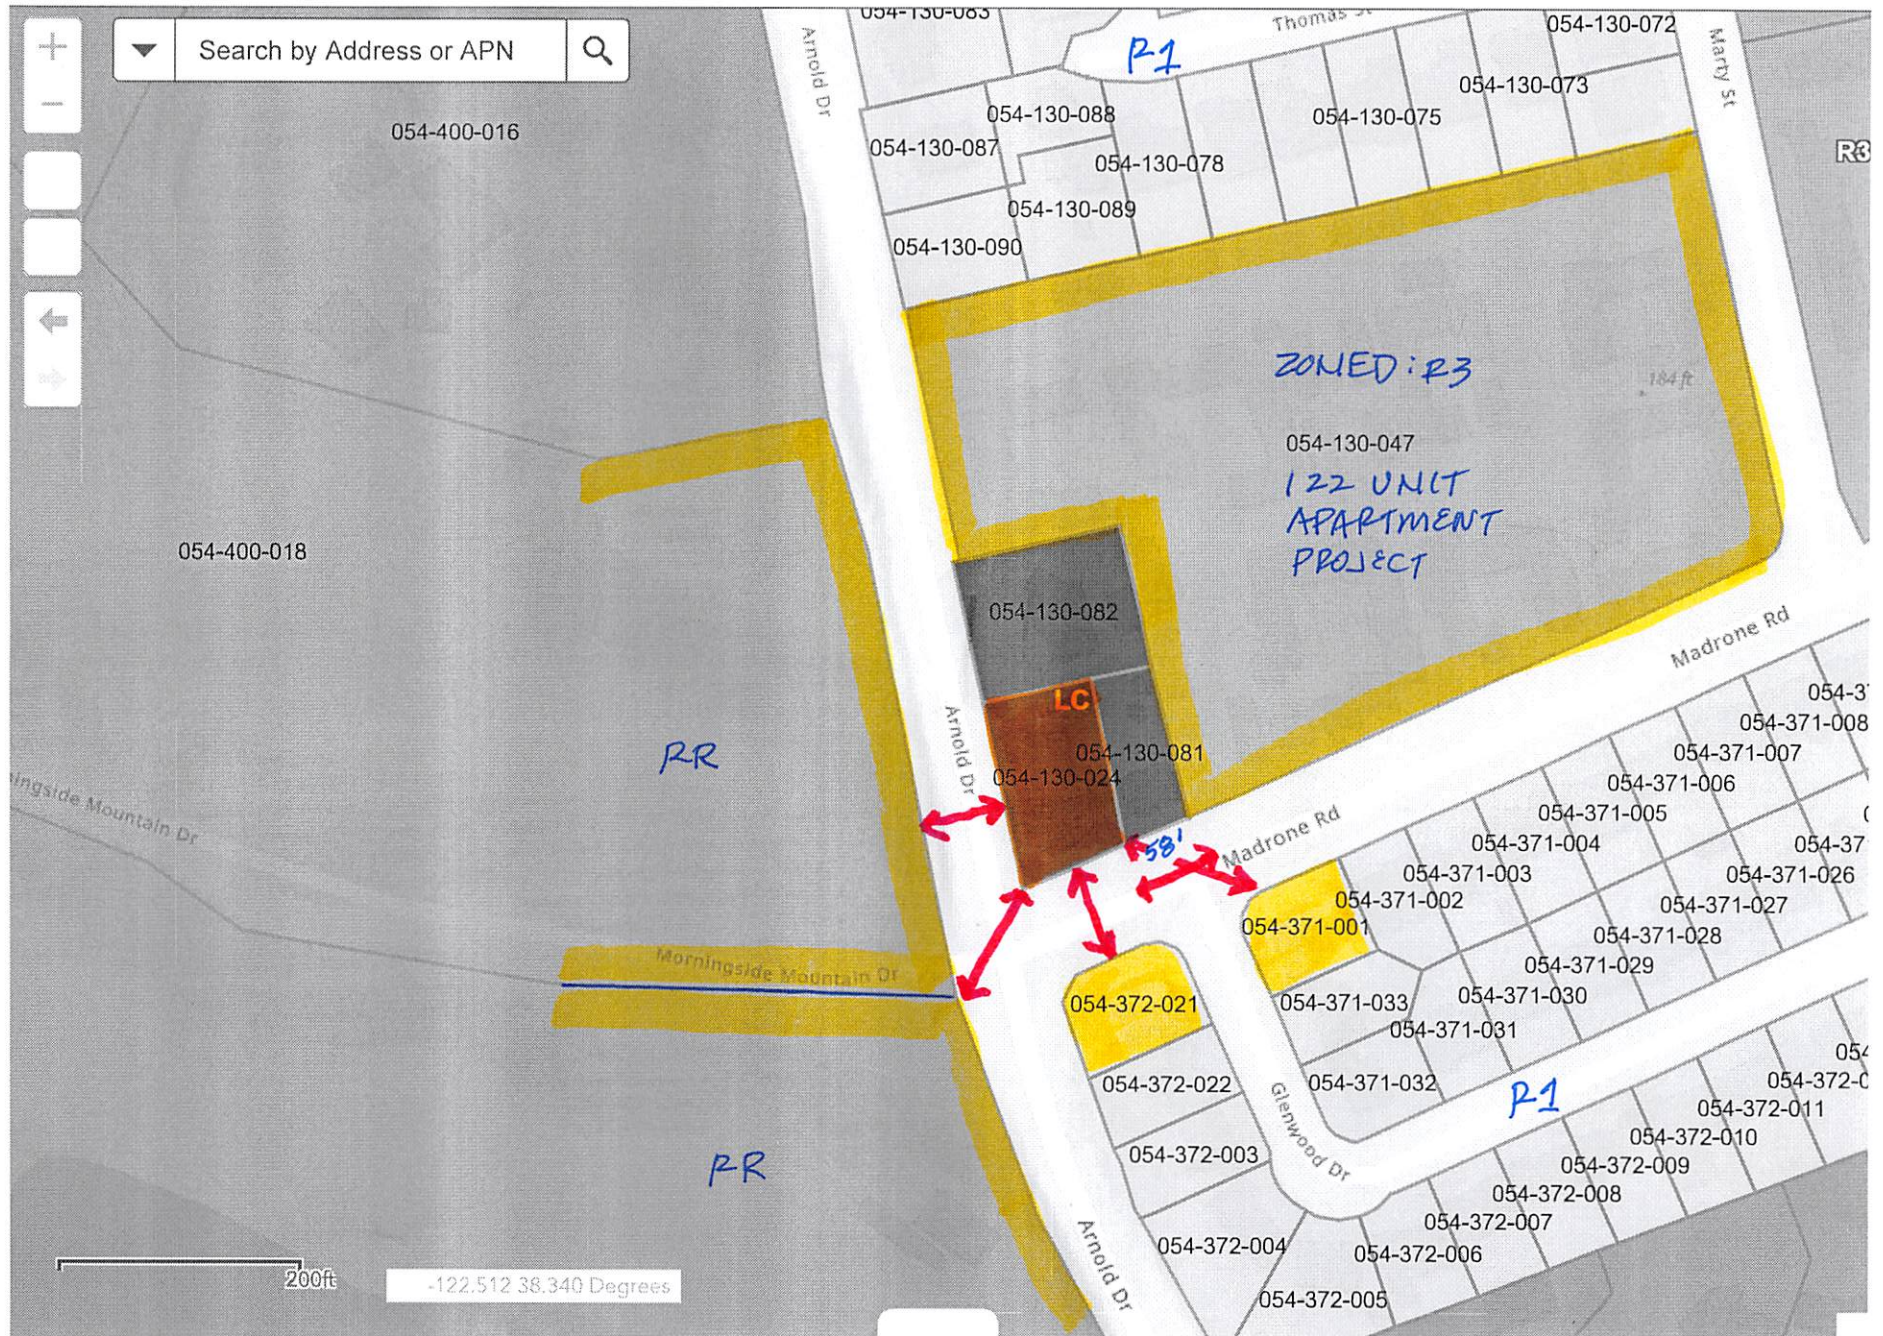 Search by Address or APN
054-130-083
Thomas St
054-130-072
Arnold Dr
R1
Marty St
054-130-073
054-400-016
054-130-088
054-130-075
054-130-087
R3
054-130-078
054-130-089
054-130-090
ZONED: R3
184 ft
054-130-047
122 UNIT
APARTMENT
PROJECT
054-400-018
054-130-082
Madrone Rd
LC
054-371-008
Arnold Dr
RR
054-130-081
054-371-007
054-130-024
054-371-006
054-371-005
Madrone Rd
58'
054-371-004
054-371-003
054-371-026
054-371-002
054-371-027
054-371-001
054-371-028
Morningside Mountain Dr
054-371-029
054-372-021
054-371-033
054-371-030
054-371-031
054-372-022
054-371-032
Glenwood Dr
R1
054-372-011
054-372-010
054-372-003
054-372-009
RR
054-372-008
054-372-007
054-372-004
054-372-006
Arnold Dr
054-372-005
200ft
-122.512 38.340 Degrees